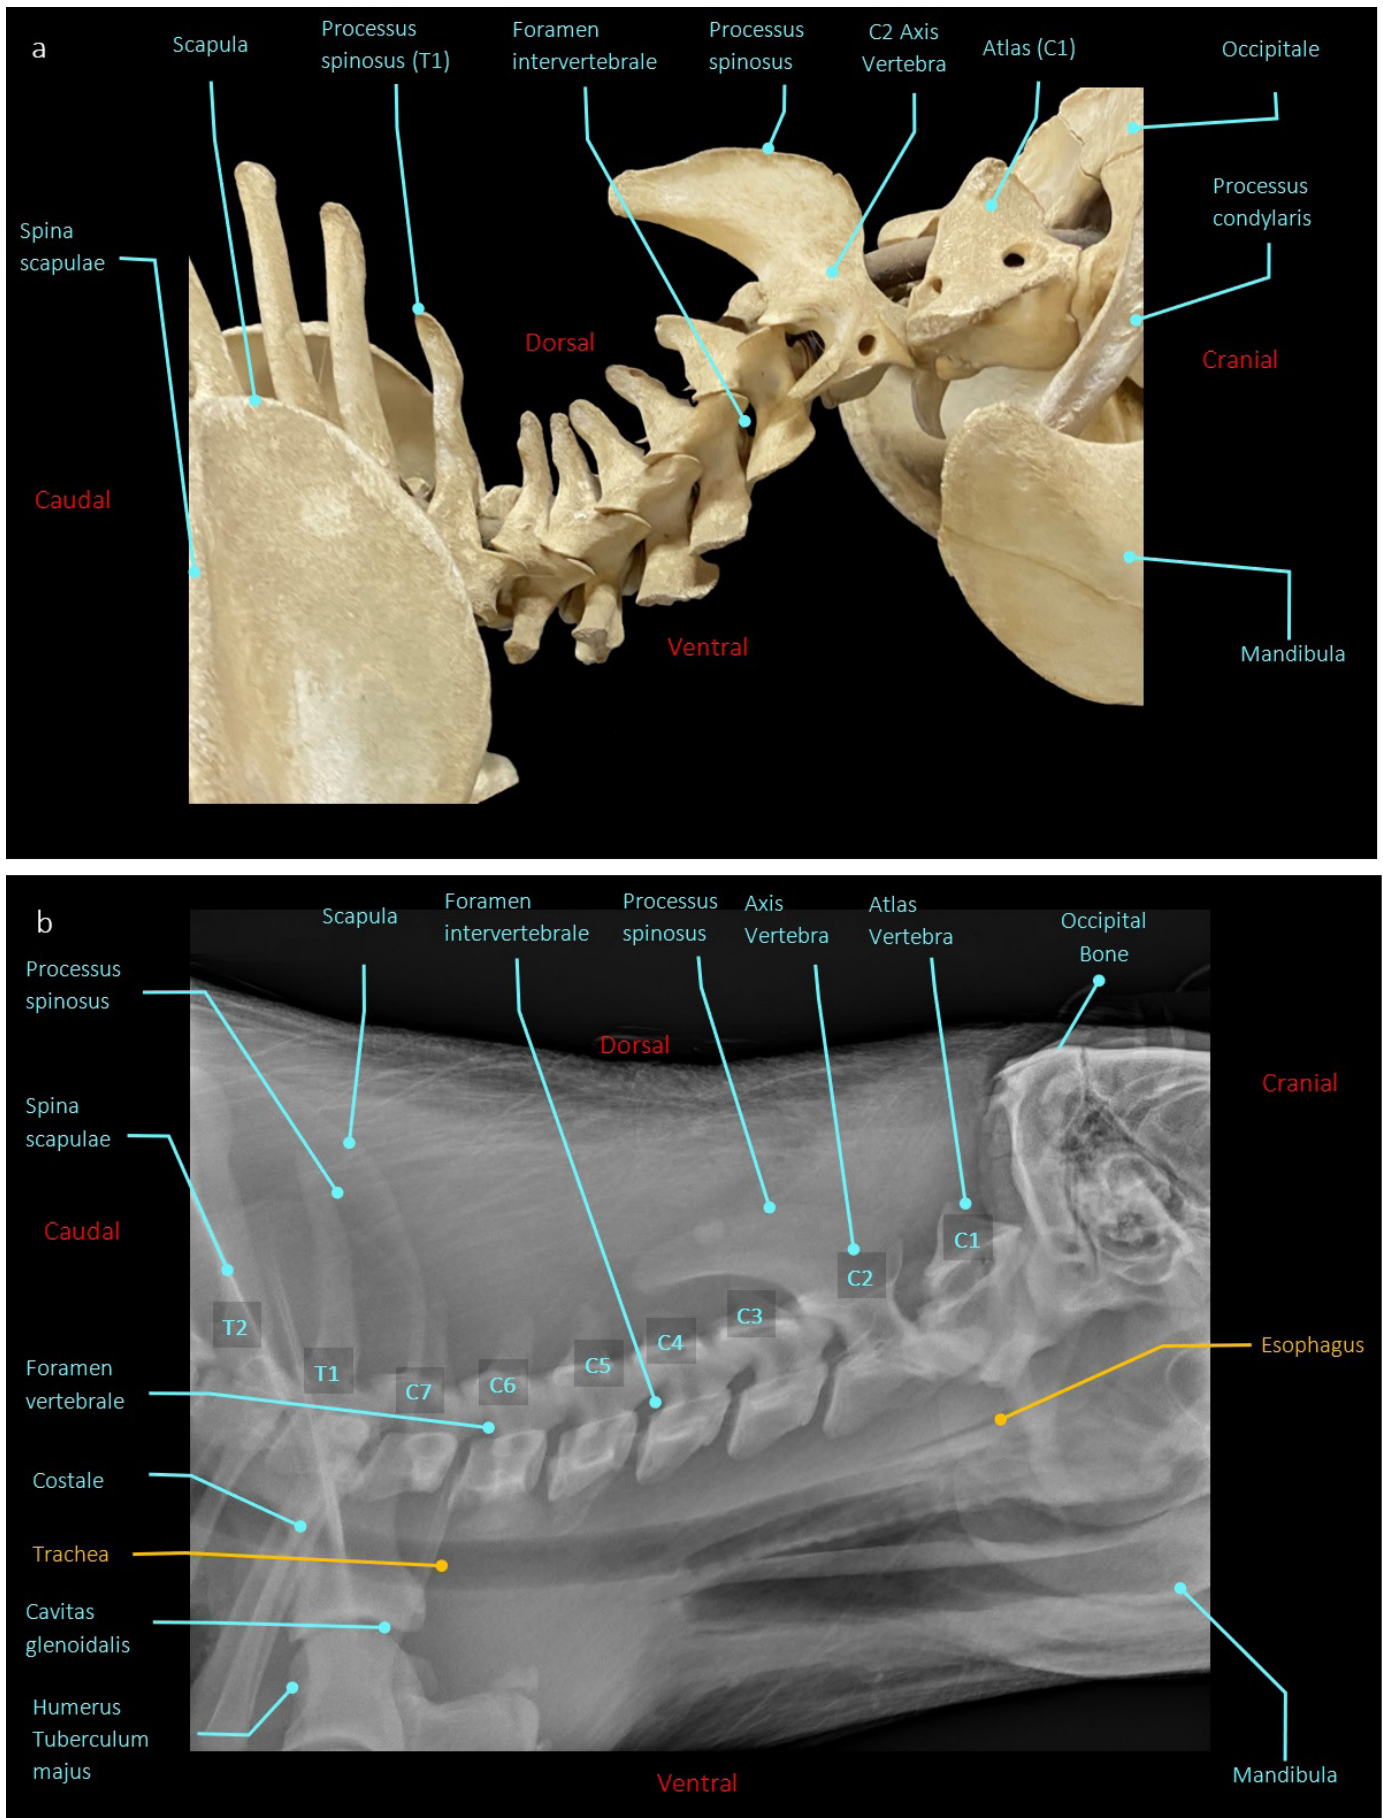 a
Scapula
Processus
spinosus (T1)
Foramen
intervertebrale
Processus
spinosus
C2 Axis
Vertebra
Atlas (C1)
Occipitale
Processus
condylaris
Spina
scapulae
Dorsal
Cranial
Caudal
Ventral
Mandibula
b
Scapula
Foramen
intervertebrale
Processus
spinosus
Axis
Vertebra
Atlas
Vertebra
Occipital
Bone
Processus
spinosus
Dorsal
Cranial
Spina
scapulae
Caudal
C1
C2
C3
T2
C4
Esophagus
C5
T1
C6
C7
Foramen
vertebrale
Costale
Trachea
Cavitas
glenoidalis
Humerus
Tuberculum
majus
Ventral
Mandibula